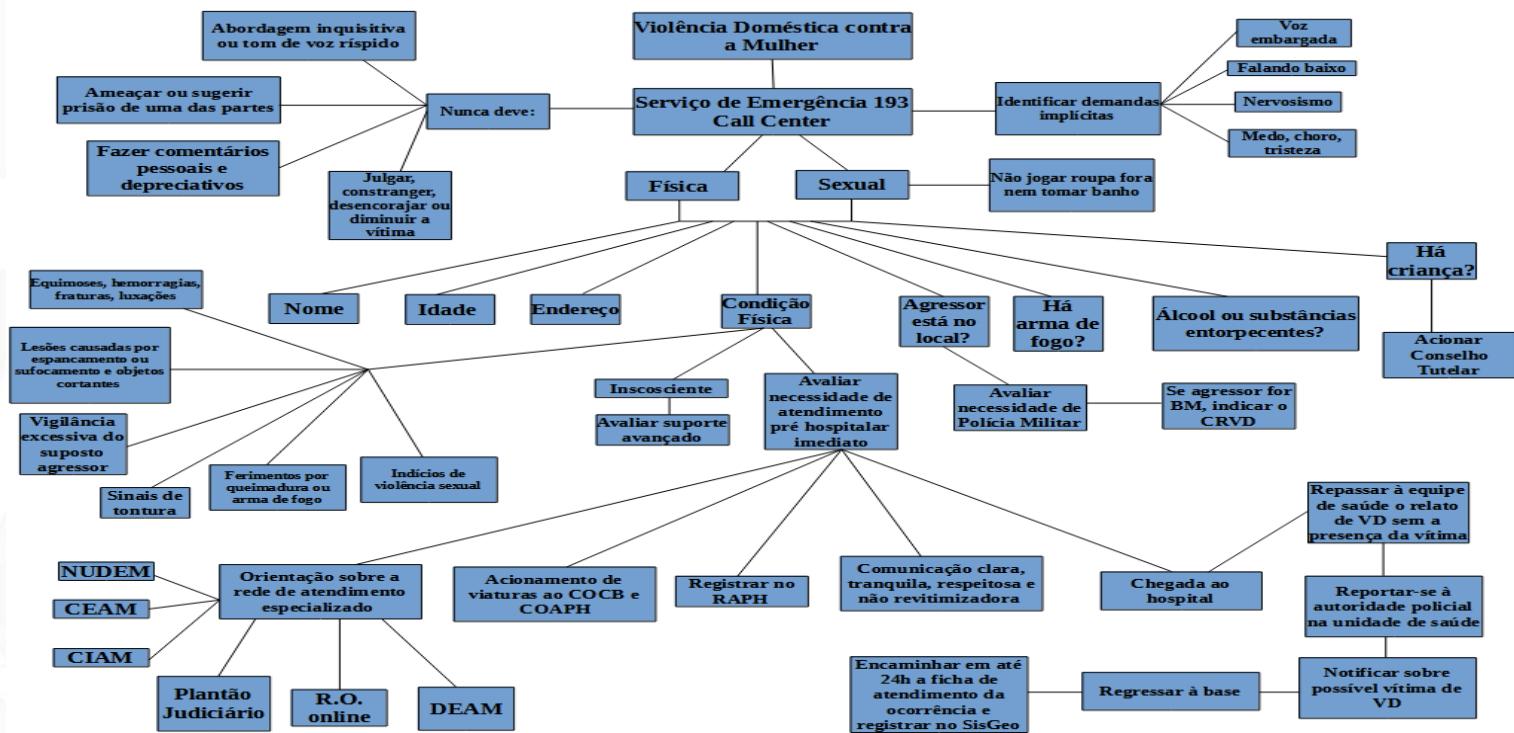 Violência Doméstica contra
a Mulher
Serviço de Emergência 193
Call Center
Nunca deve:
Abordagem inquisitiva
ou tom de voz ríspido
Ameaçar ou sugerir
prisão de uma das partes
Fazer comentários
pessoais e
depreciativos
Julgar,
constranger,
desencorajar ou
diminuir a
vítima
Identificar demandas
implícitas
Voz
embargada
Falando baixo
Nervosismo
Medo, choro,
tristeza
Física
Sexual
Não jogar roupa fora
nem tomar banho
Nome
Idade
Endereço
Condição
Física
Agressor
está no
local?
Há
arma de
fogo?
Álcool ou substâncias
entorpecentes?
Há
criança?
Acionar
Conselho
Tutelar
Equimoses, hemorragias,
fraturas, luxações
Lesões causadas por
espancamento ou
sufocamento e objetos
cortantes
Vigilância
excessiva do
suposto
agressor
Sinais de
tontura
Ferimentos por
queimadura ou
arma de fogo
Indícios de
violência sexual
Inscosciente
Avaliar suporte
avançado
Avaliar
necessidade de
atendimento
pré hospitalar
imediato
Avaliar
necessidade de
Polícia Militar
Se agressor for
BM, indicar o
CRVD
Orientação sobre a
rede de atendimento
especializado
NUDEM
CEAM
CIAM
Plantão
Judiciário
R.O.
online
DEAM
Acionamento de
viaturas ao COCB e
COAPH
Registrar no
RAPH
Comunicação clara,
tranquila, respeitosa e
não revitimizadora
Chegada ao
hospital
Repassar à equipe
de saúde o relato
de VD sem a
presença da vítima
Reportar-se à
autoridade policial
na unidade de saúde
Notificar sobre
possível vítima de
VD
Regressar à base
Encaminhar em até
24h a ficha de
atendimento da
ocorrência e
registrar no SisGeo